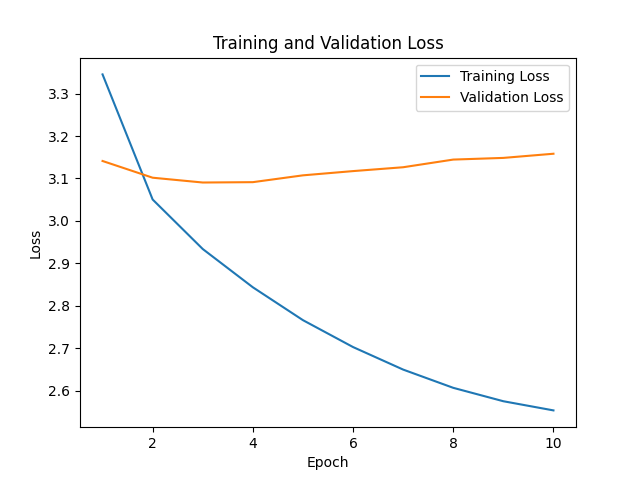 Training and Validation Loss
Training Loss
Validation Loss
3.3
3.2
3.1
3.0
2.9
2.8
2.7
2.6
Loss
2 4 6 8 10
Epoch